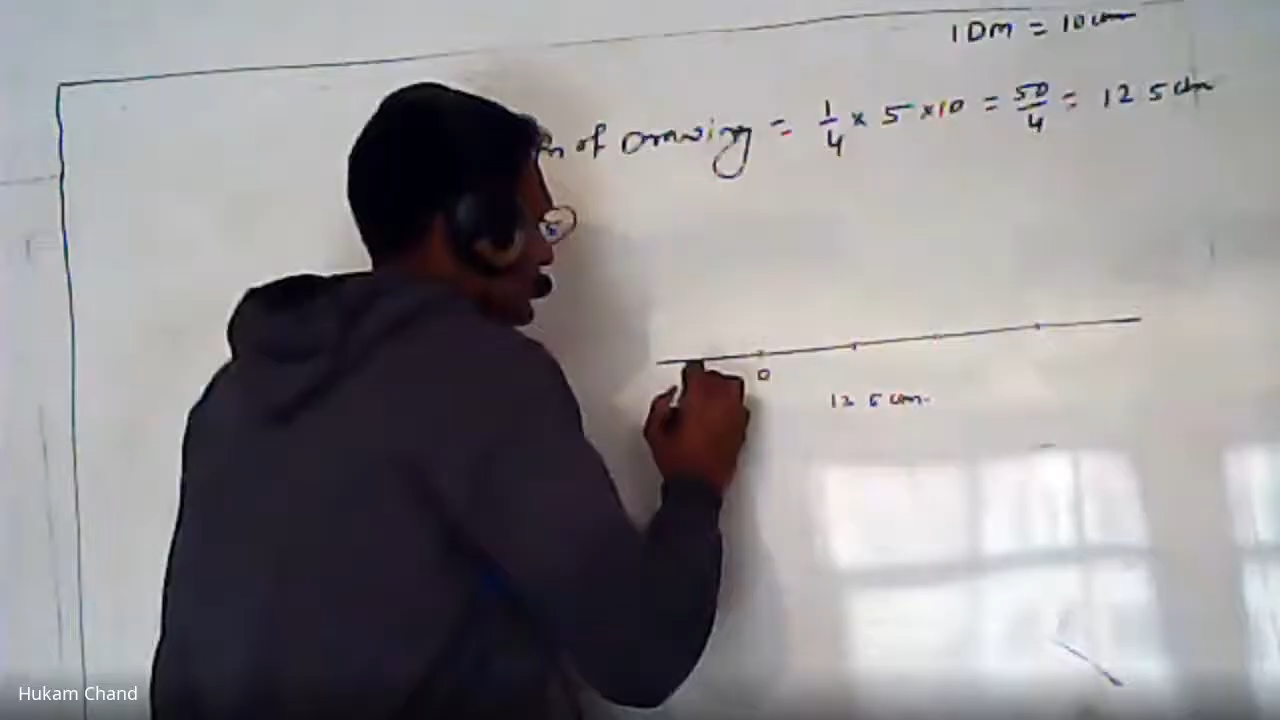 1 Dm = 10 cm
of Drawing = 1/4 x 5 x 10 = 50/4 = 12 5 cm
0
12 5 cm.
Hukam Chand